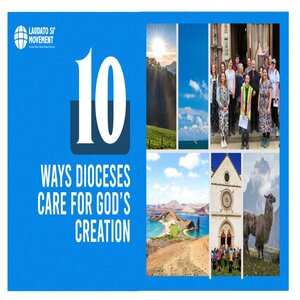 LAUDATO SI'
MOVEMENT
10
WAYS DIOCESES
CARE FOR GOD'S
CREATION